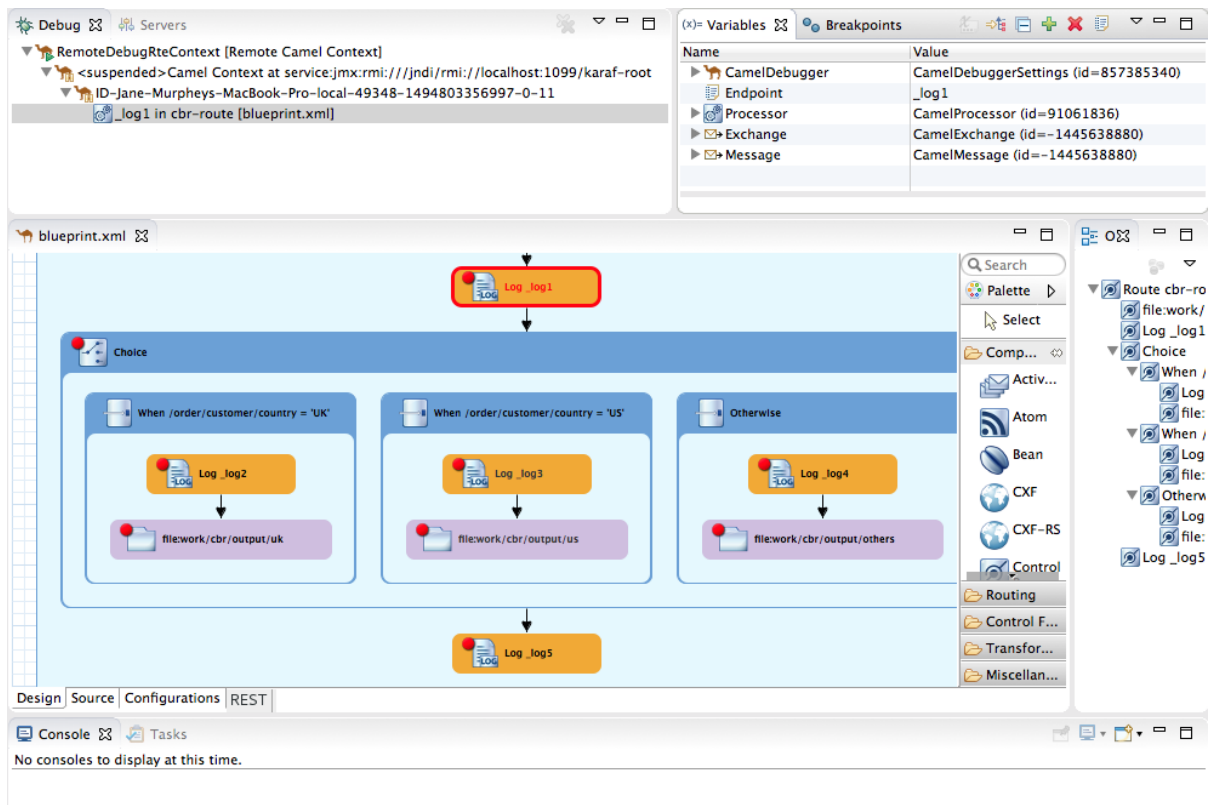 Debug Servers
RemoteDebugRteContext [Remote Camel Context]
<suspended>Camel Context at service:jmx:rmi:///jndi/rmi://localhost:1099/karaf-root
ID-Jane-Murpheys-MacBook-Pro-local-49348-1494803356997-0-11
_log1 in cbr-route [blueprint.xml]
(x)= Variables Breakpoints
Name Value
CamelDebugger CamelDebuggerSettings (id=857385340)
Endpoint _log1
Processor CamelProcessor (id=91061836)
Exchange CamelExchange (id=-1445638880)
Message CamelMessage (id=-1445638880)
blueprint.xml
LOG Log _log1
Choice
When /order/customer/country = 'UK'
When /order/customer/country = 'US'
Otherwise
LOG Log _log2
LOG Log _log3
LOG Log _log4
file:work/cbr/output/uk
file:work/cbr/output/us
file:work/cbr/output/others
LOG Log _log5
Design Source Configurations REST
Search
Palette
Select
Comp...
Activ...
Atom
Bean
CXF
CXF-RS
Control
Routing
Control F...
Transfor...
Miscellan...
O
Route cbr-ro
file:work/
Log _log1
Choice
When /
Log
file:
When /
Log
file:
Otherw
Log
file:
Log _log5
Console Tasks
No consoles to display at this time.